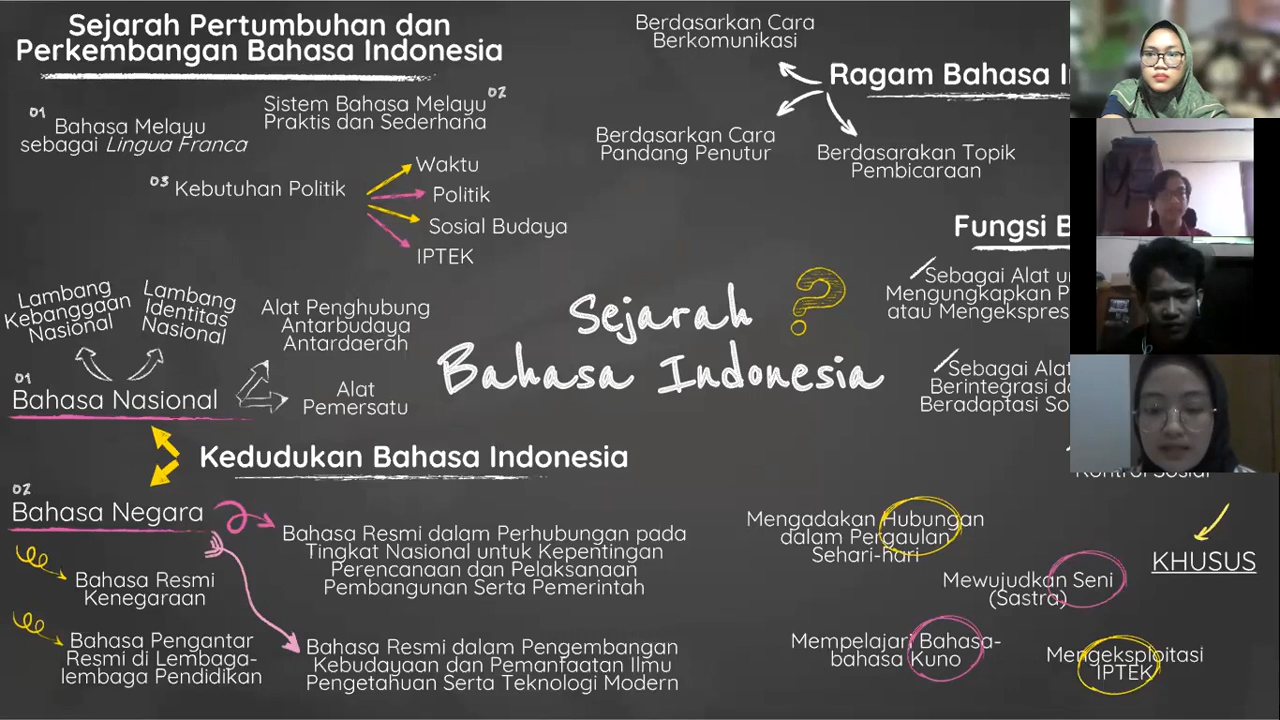 Sejarah Pertumbuhan dan
Perkembangan Bahasa Indonesia
01
Bahasa Melayu
sebagai Lingua Franca
02
Sistem Bahasa Melayu
Praktis dan Sederhana
03
Kebutuhan Politik
Waktu
Politik
Sosial Budaya
IPTEK
Berdasarkan Cara
Berkomunikasi
Ragam Bahasa I
Berdasarkan Cara
Pandang Penutur
Berdasarakan Topik
Pembicaraan
Sejarah ?
Bahasa Indonesia
Fungsi B
Sebagai Alat u
Mengungkapkan P
atau Mengekspres
Sebagai Alat
Berintegrasi d
Beradaptasi So
Kontrol Sosial
KHUSUS
Mengadakan Hubungan
dalam Pergaulan
Sehari-hari
Mewujudkan Seni
(Sastra)
Mempelajari Bahasa-
bahasa Kuno
Mengeksploitasi
IPTEK
Kedudukan Bahasa Indonesia
01
Bahasa Nasional
Lambang
Kebanggaan
Nasional
Lambang
Identitas
Nasional
Alat Penghubung
Antarbudaya
Antardaerah
Alat
Pemersatu
02
Bahasa Negara
Bahasa Resmi
Kenegaraan
Bahasa Pengantar
Resmi di Lembaga-
lembaga Pendidikan
Bahasa Resmi dalam Perhubungan pada
Tingkat Nasional untuk Kepentingan
Perencanaan dan Pelaksanaan
Pembangunan Serta Pemerintah
Bahasa Resmi dalam Pengembangan
Kebudayaan dan Pemanfaatan Ilmu
Pengetahuan Serta Teknologi Modern